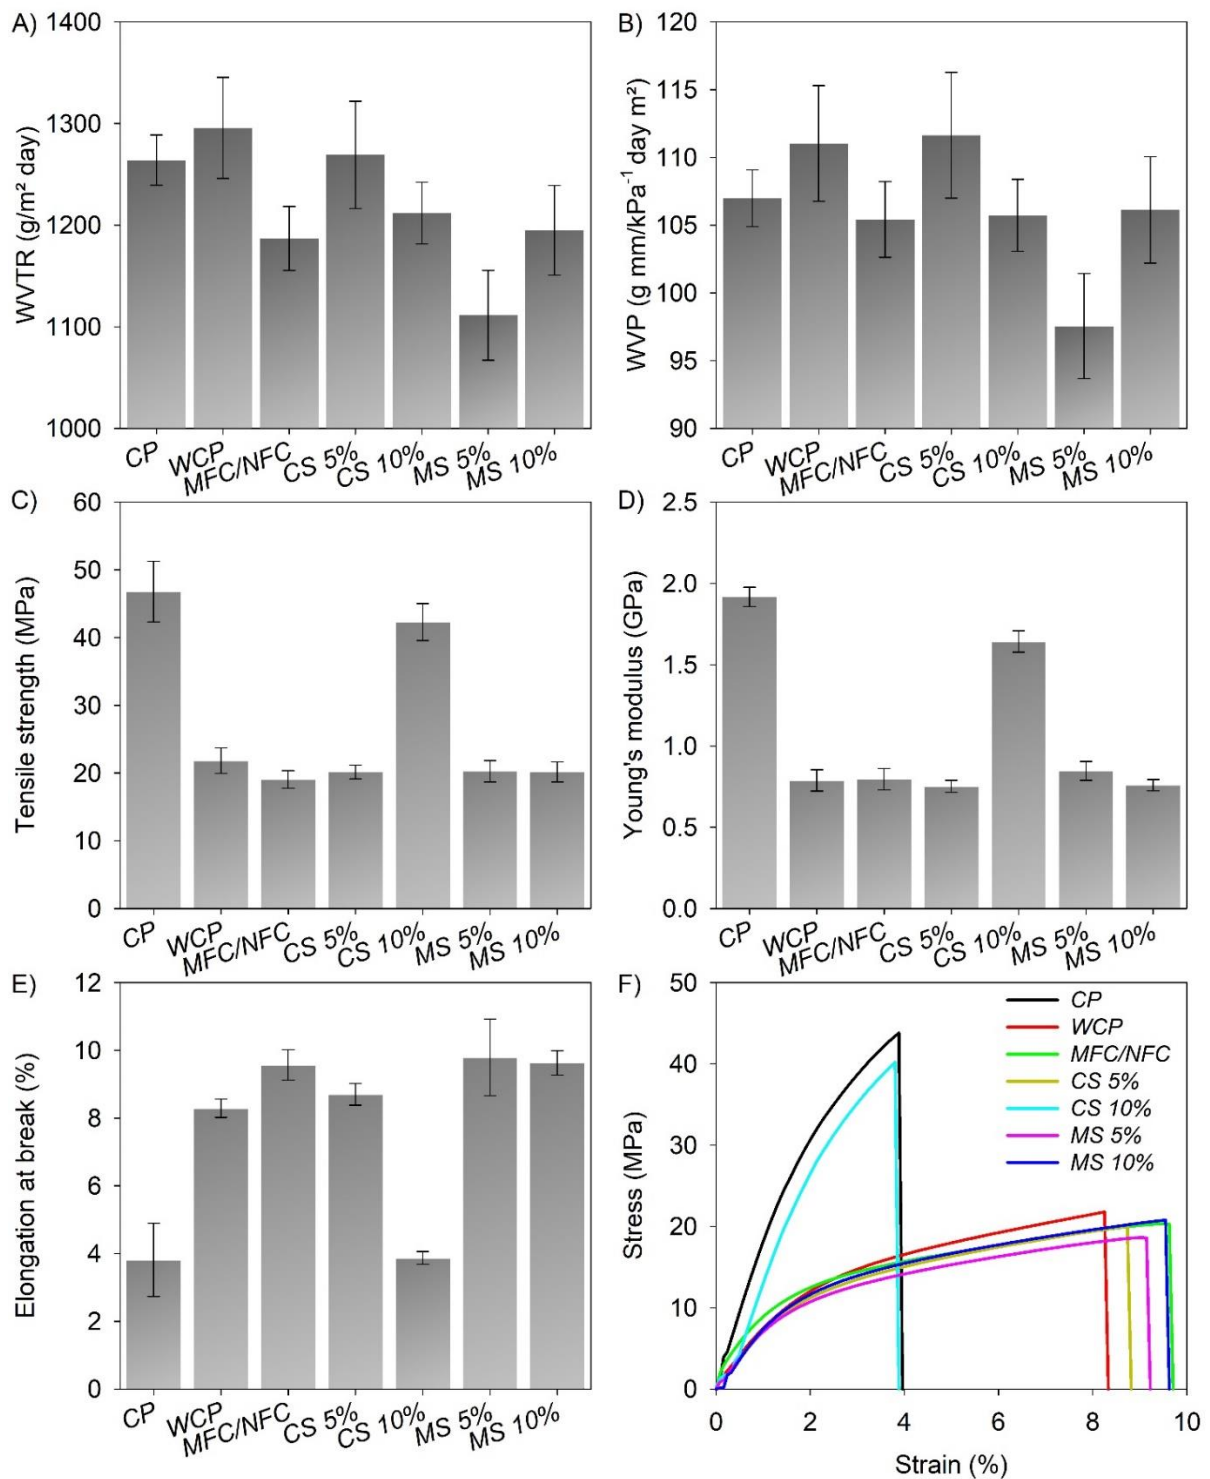 A)
WVTR (g/m² day)
1400
1300
1200
1100
1000
CP
WCP
MFC/NFC
CS 5%
CS 10%
MS 5%
MS 10%
B)
WVP (g mm/kPa⁻¹ day m²)
120
115
110
105
100
95
90
CP
WCP
MFC/NFC
CS 5%
CS 10%
MS 5%
MS 10%
C)
Tensile strength (MPa)
60
50
40
30
20
10
0
CP
WCP
MFC/NFC
CS 5%
CS 10%
MS 5%
MS 10%
D)
Young's modulus (GPa)
2.5
2.0
1.5
1.0
0.5
0.0
CP
WCP
MFC/NFC
CS 5%
CS 10%
MS 5%
MS 10%
E)
Elongation at break (%)
12
10
8
6
4
2
0
CP
WCP
MFC/NFC
CS 5%
CS 10%
MS 5%
MS 10%
F)
Stress (MPa)
50
40
30
20
10
0
CP
WCP
MFC/NFC
CS 5%
CS 10%
MS 5%
MS 10%
0 2 4 6 8 10
Strain (%)